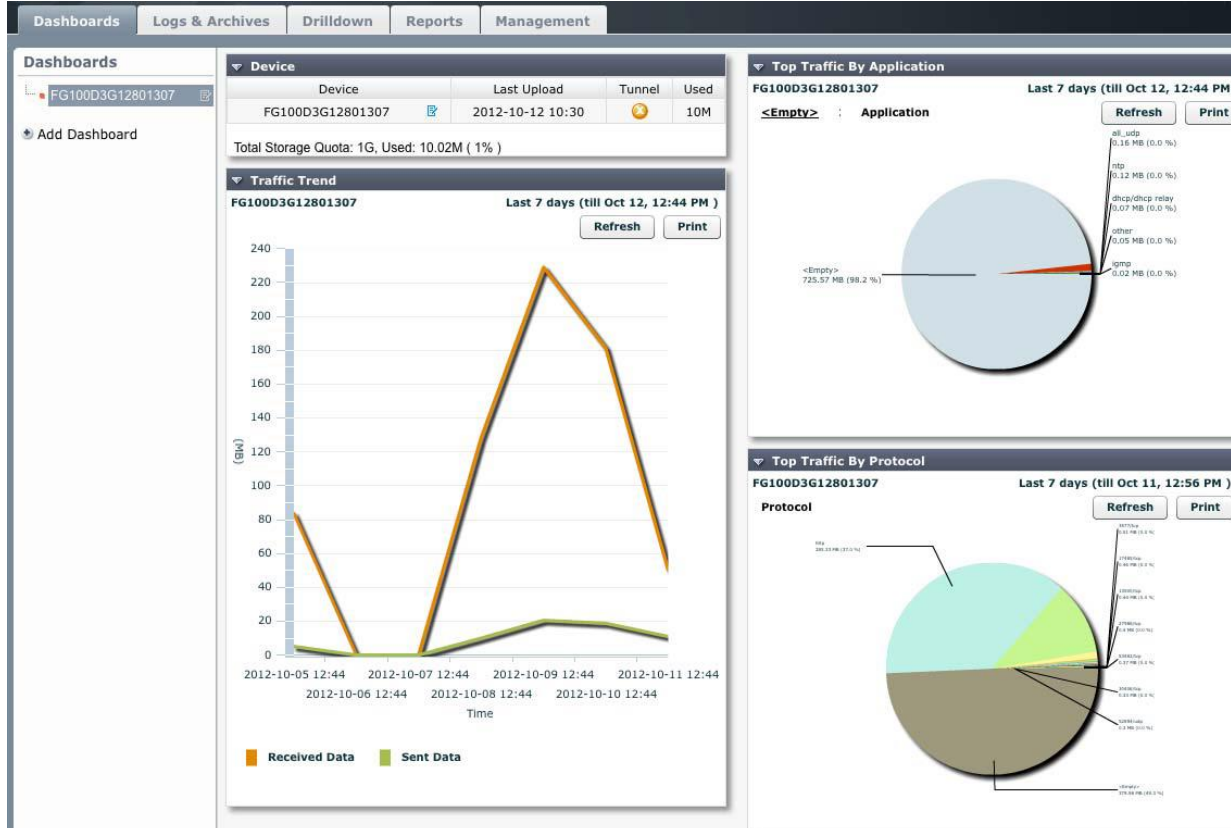 Dashboards
Logs & Archives
Drilldown
Reports
Management
Dashboards
FG100D3G12801307
Add Dashboard
Device
Device Last Upload Tunnel Used
FG100D3G12801307 2012-10-12 10:30 10M
Total Storage Quota: 1G, Used: 10.02M ( 1% )
Traffic Trend
FG100D3G12801307 Last 7 days (till Oct 12, 12:44 PM )
Refresh Print
240
220
200
180
160
140
120
100
80
60
40
20
0
(MB)
2012-10-05 12:44 2012-10-07 12:44 2012-10-09 12:44 2012-10-11 12:44
2012-10-06 12:44 2012-10-08 12:44 2012-10-10 12:44
Time
Received Data Sent Data
Top Traffic By Application
FG100D3G12801307 Last 7 days (till Oct 12, 12:44 PM
<Empty> : Application
Refresh Print
all_udp
0.16 MB (0.0 %)
ntp
0.12 MB (0.0 %)
dhcp/dhcp relay
0.07 MB (0.0 %)
other
0.05 MB (0.0 %)
igmp
0.02 MB (0.0 %)
<Empty>
725.57 MB (98.2 %)
Top Traffic By Protocol
FG100D3G12801307 Last 7 days (till Oct 11, 12:56 PM )
Protocol
Refresh Print
<Empty>